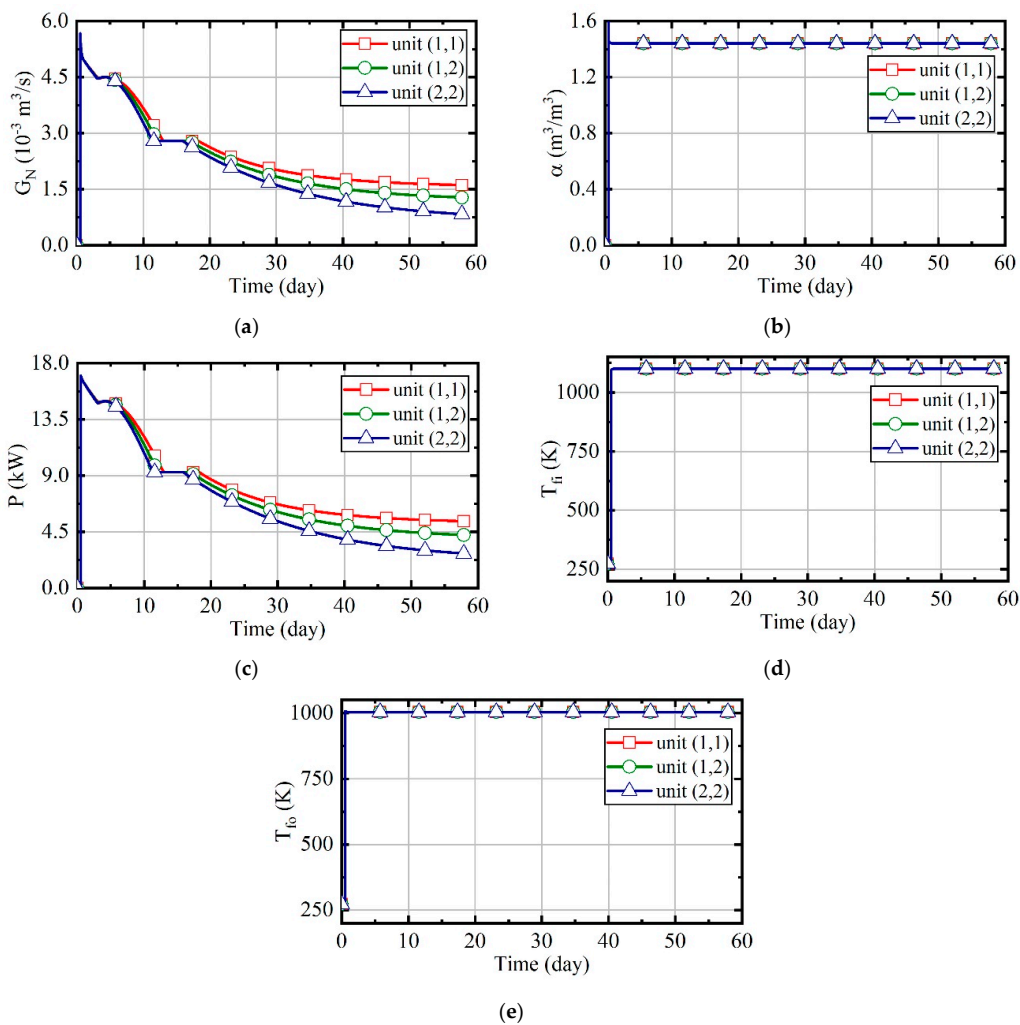 6.0
4.5
3.0
1.5
0.0
G_N (10⁻³ m³/s)
unit (1,1)
unit (1,2)
unit (2,2)
0 10 20 30 40 50 60
Time (day)
(a)
1.6
1.2
0.8
0.4
0.0
α (m³/m³)
unit (1,1)
unit (1,2)
unit (2,2)
0 10 20 30 40 50 60
Time (day)
(b)
18.0
13.5
9.0
4.5
0.0
P (kW)
unit (1,1)
unit (1,2)
unit (2,2)
0 10 20 30 40 50 60
Time (day)
(c)
1000
750
500
250
T_fi (K)
unit (1,1)
unit (1,2)
unit (2,2)
0 10 20 30 40 50 60
Time (day)
(d)
1000
750
500
250
T_fo (K)
unit (1,1)
unit (1,2)
unit (2,2)
0 10 20 30 40 50 60
Time (day)
(e)